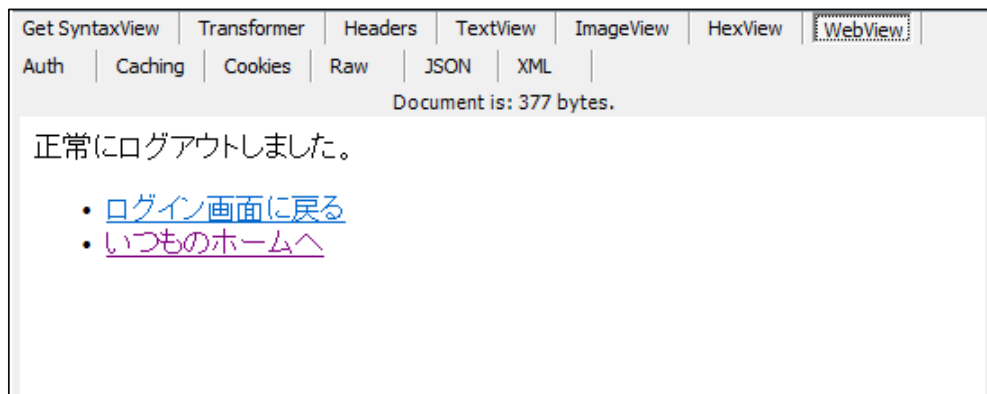 Get SyntaxView Transformer Headers TextView ImageView HexView WebView
Auth Caching Cookies Raw JSON XML
Document is: 377 bytes.
正常にログアウトしました。
• ログイン画面に戻る
• いつものホームへ